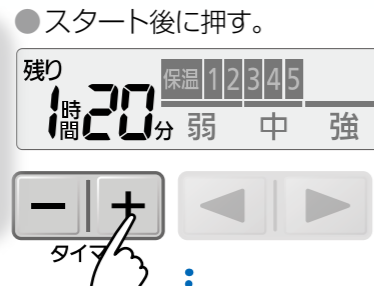 ●スタート後に押す。
残り
1時間20分
保温 1 2 3 4 5
弱 中 強
− +
タイマ